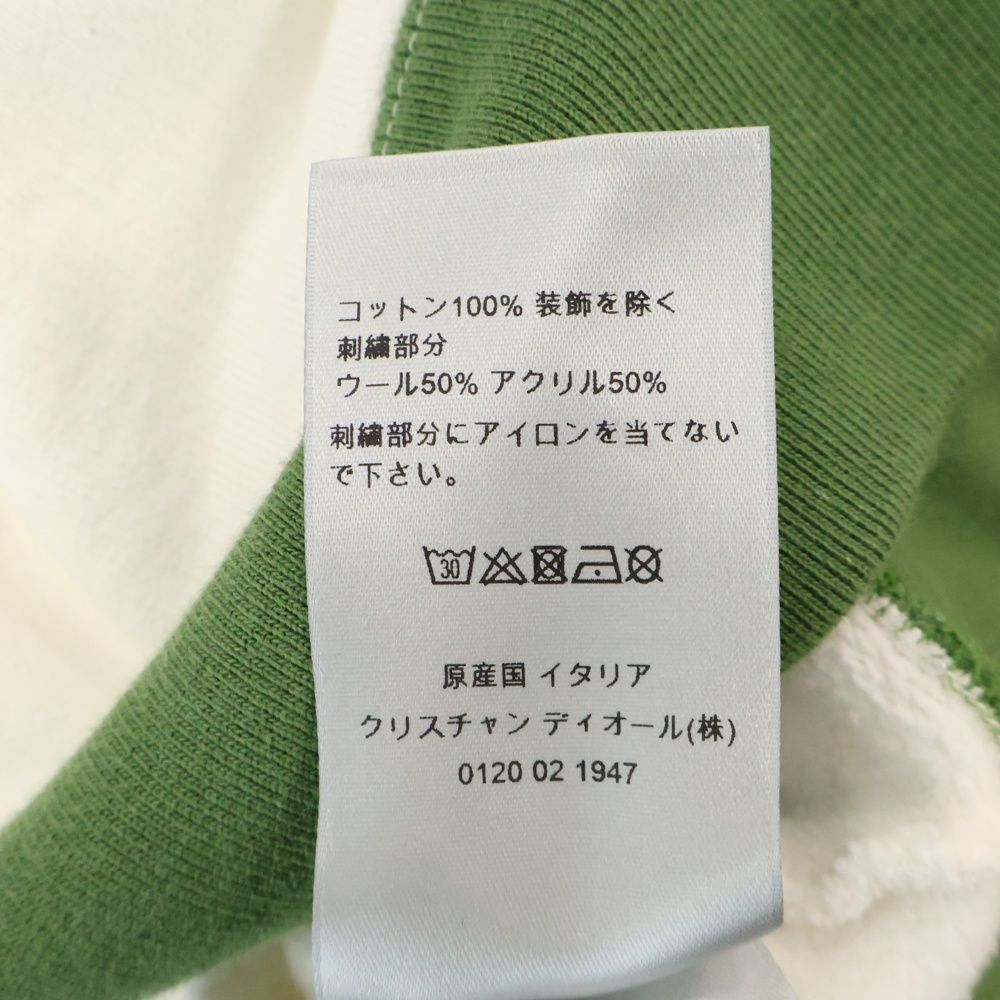 コットン100% 装飾を除く
刺繍部分
ウール50% アクリル50%
刺繍部分にアイロンを当てない
で下さい。
30
原産国 イタリア
クリスチャン ディオール(株)
0120 02 1947